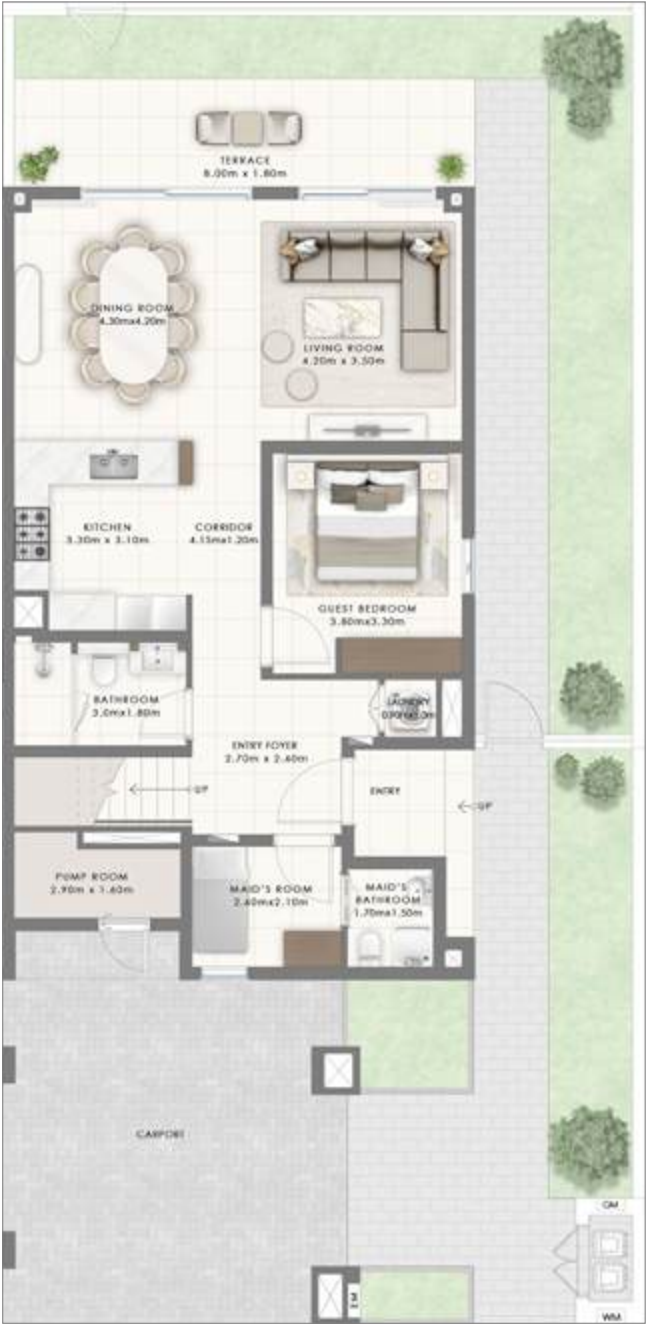 TERRACE
8.00m x 1.80m
DINING ROOM
4.30mx4.20m
LIVING ROOM
4.20m x 3.50m
KITCHEN
3.30m x 3.10m
CORRIDOR
4.15mx1.20m
GUEST BEDROOM
3.80mx3.30m
BATHROOM
3.0mx1.80m
LAUNDRY
ENTRY FOYER
2.70m x 2.60m
UP
ENTRY
UP
PUMP ROOM
2.90m x 1.60m
MAID'S ROOM
2.60mx2.10m
MAID'S
BATHROOM
1.70mx1.50m
CARPORT
GM
EM
WM